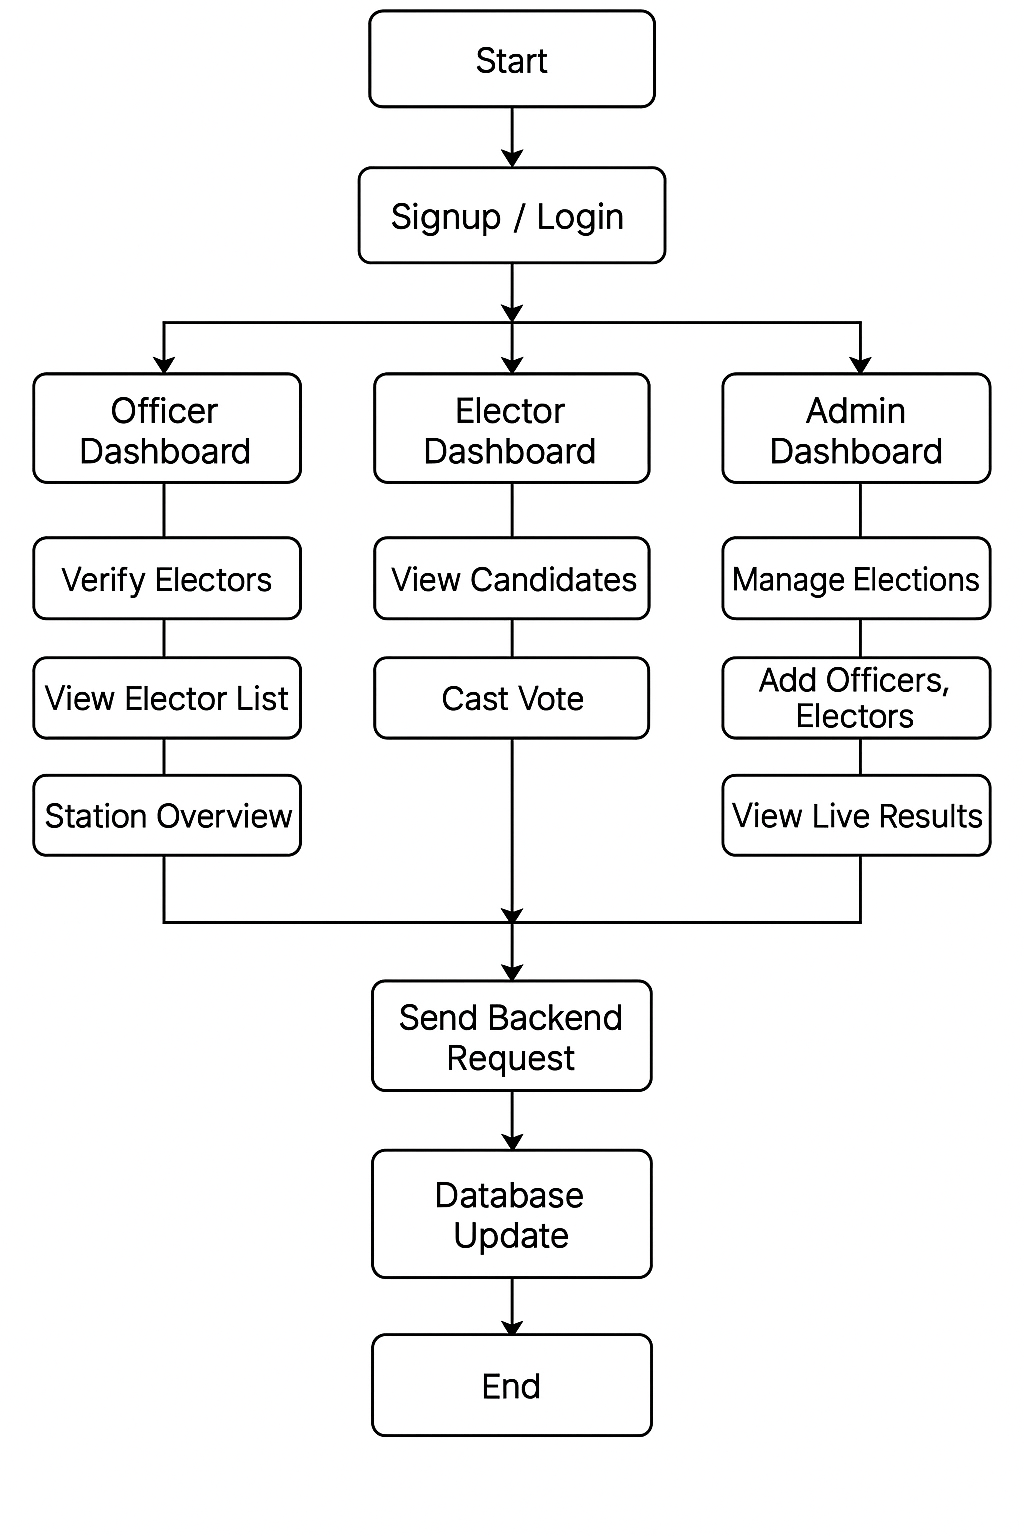 Start
Signup / Login
Officer
Dashboard
Elector
Dashboard
Admin
Dashboard
Verify Electors
View Candidates
Manage Elections
View Elector List
Cast Vote
Add Officers,
Electors
Station Overview
View Live Results
Send Backend
Request
Database
Update
End